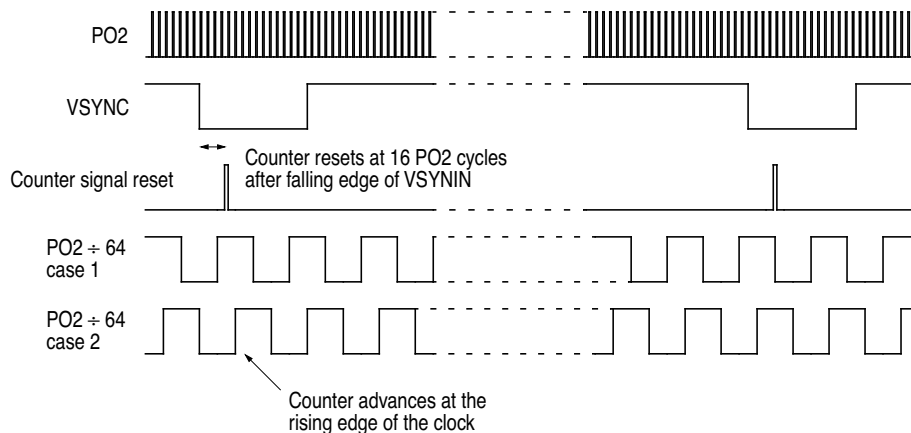 PO2
VSYNC
Counter resets at 16 PO2 cycles
after falling edge of VSYNIN
Counter signal reset
PO2 ÷ 64
case 1
PO2 ÷ 64
case 2
Counter advances at the
rising edge of the clock